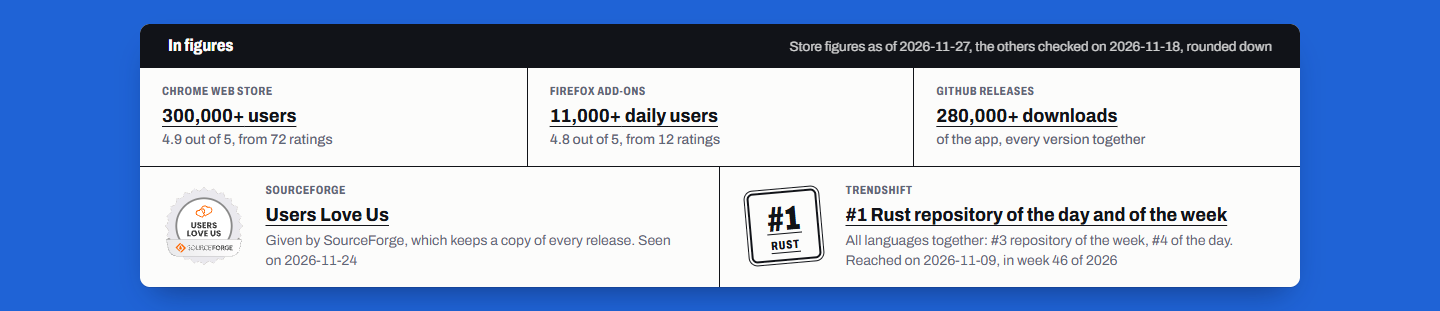 In figures
Store figures as of 2026-11-27, the others checked on 2026-11-18, rounded down
CHROME WEB STORE
300,000+ users
4.9 out of 5, from 72 ratings
FIREFOX ADD-ONS
11,000+ daily users
4.8 out of 5, from 12 ratings
GITHUB RELEASES
280,000+ downloads
of the app, every version together
USERS
LOVE US
SOURCEFORGE
SOURCEFORGE
Users Love Us
Given by SourceForge, which keeps a copy of every release. Seen
on 2026-11-24
#1
RUST
TRENDSHIFT
#1 Rust repository of the day and of the week
All languages together: #3 repository of the week, #4 of the day.
Reached on 2026-11-09, in week 46 of 2026